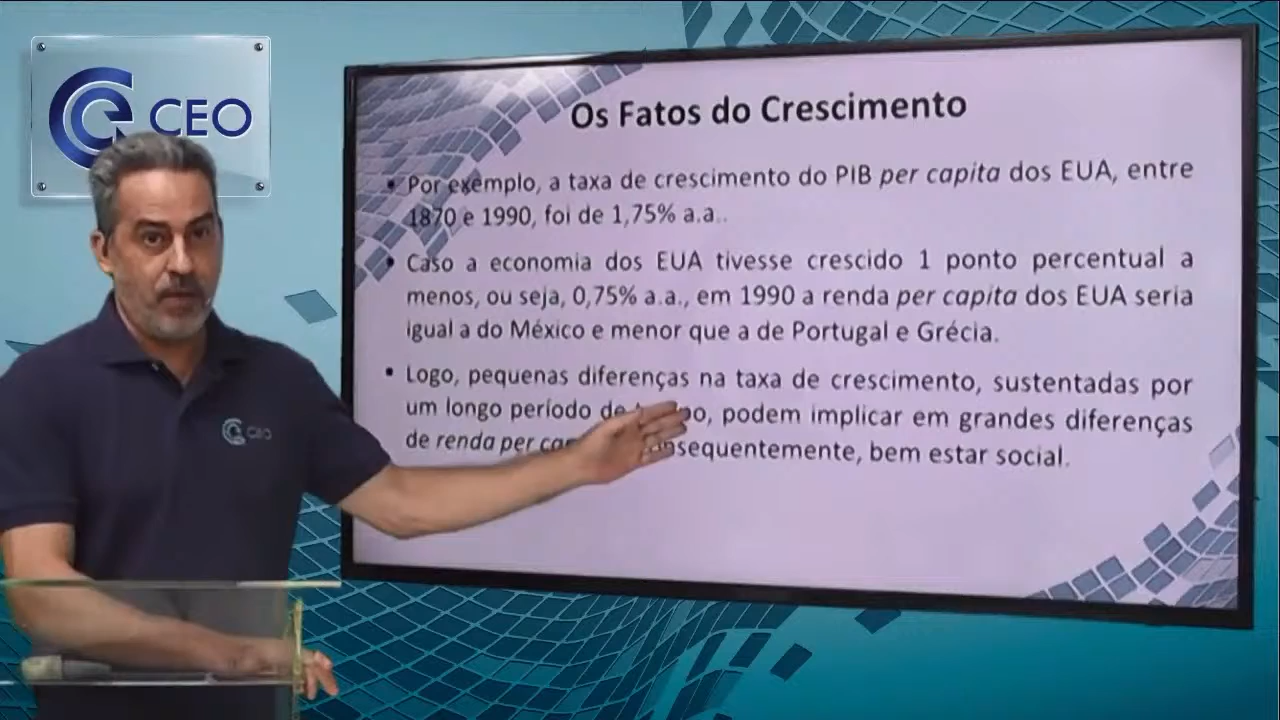 CEO
Os Fatos do Crescimento
• Por exemplo, a taxa de crescimento do PIB per capita dos EUA, entre
1870 e 1990, foi de 1,75% a.a..
• Caso a economia dos EUA tivesse crescido 1 ponto percentual a
menos, ou seja, 0,75% a.a., em 1990 a renda per capita dos EUA seria
igual a do México e menor que a de Portugal e Grécia.
• Logo, pequenas diferenças na taxa de crescimento, sustentadas por
um longo período de podem implicar em grandes diferenças
de renda per bem estar social.
CEO